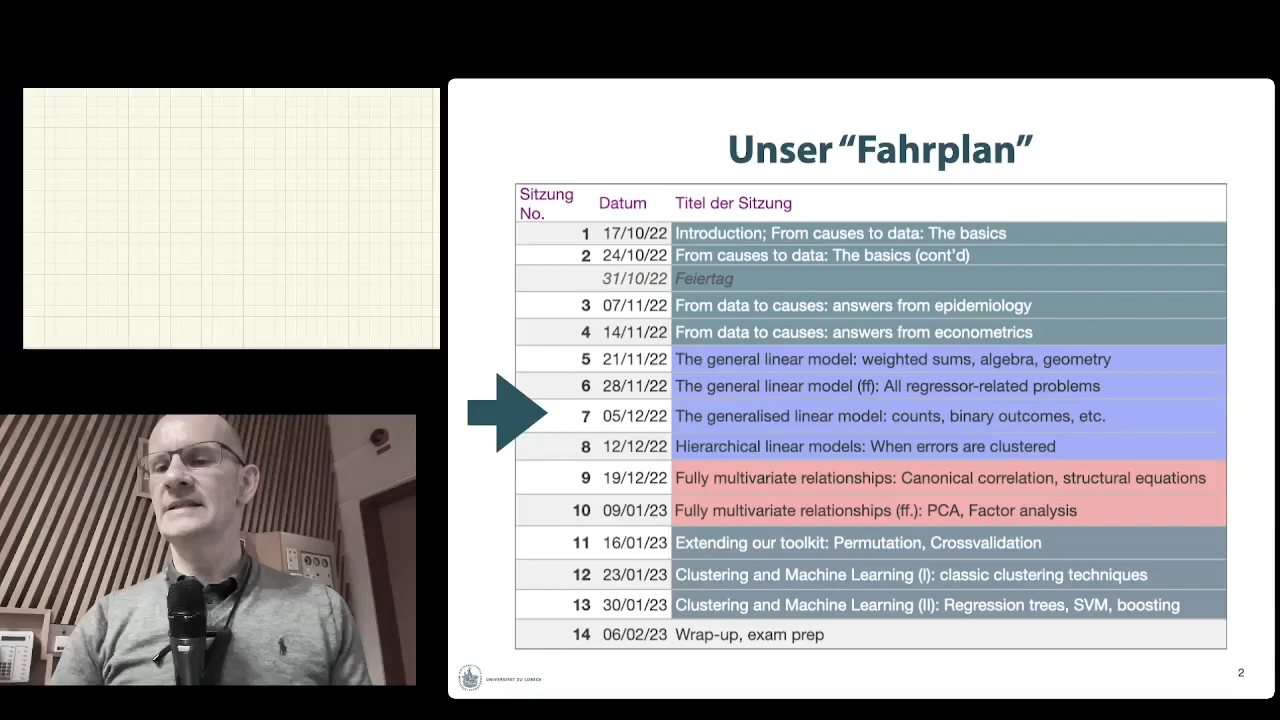 Unser “Fahrplan”
Sitzung No. Datum Titel der Sitzung
1 17/10/22 Introduction; From causes to data: The basics
2 24/10/22 From causes to data: The basics (cont’d)
31/10/22 Feiertag
3 07/11/22 From data to causes: answers from epidemiology
4 14/11/22 From data to causes: answers from econometrics
5 21/11/22 The general linear model: weighted sums, algebra, geometry
6 28/11/22 The general linear model (ff): All regressor-related problems
7 05/12/22 The generalised linear model: counts, binary outcomes, etc.
8 12/12/22 Hierarchical linear models: When errors are clustered
9 19/12/22 Fully multivariate relationships: Canonical correlation, structural equations
10 09/01/23 Fully multivariate relationships (ff.): PCA, Factor analysis
11 16/01/23 Extending our toolkit: Permutation, Crossvalidation
12 23/01/23 Clustering and Machine Learning (I): classic clustering techniques
13 30/01/23 Clustering and Machine Learning (II): Regression trees, SVM, boosting
14 06/02/23 Wrap-up, exam prep
UNIVERSITÄT ZU LÜBECK
2